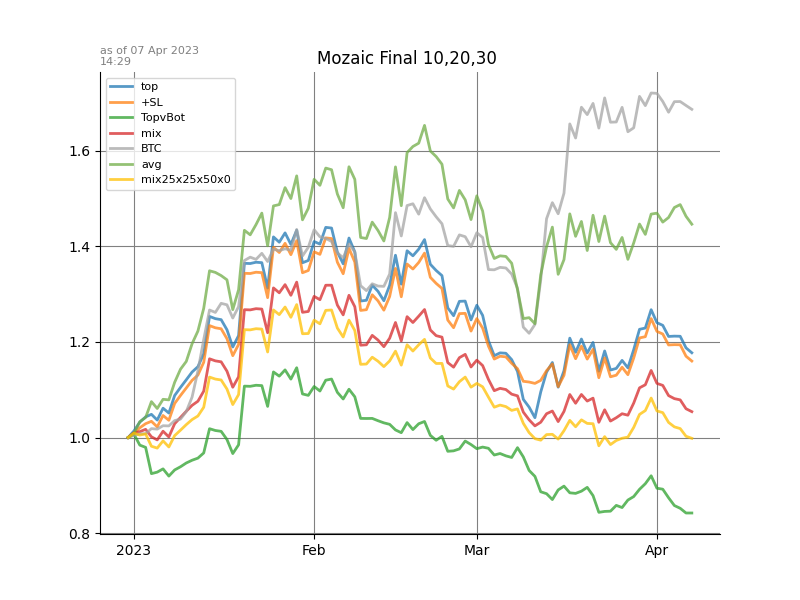 as of 07 Apr 2023
14:29
Mozaic Final 10,20,30
top
+SL
TopvBot
mix
BTC
avg
mix25x25x50x0
1.6
1.4
1.2
1.0
0.8
2023
Feb
Mar
Apr